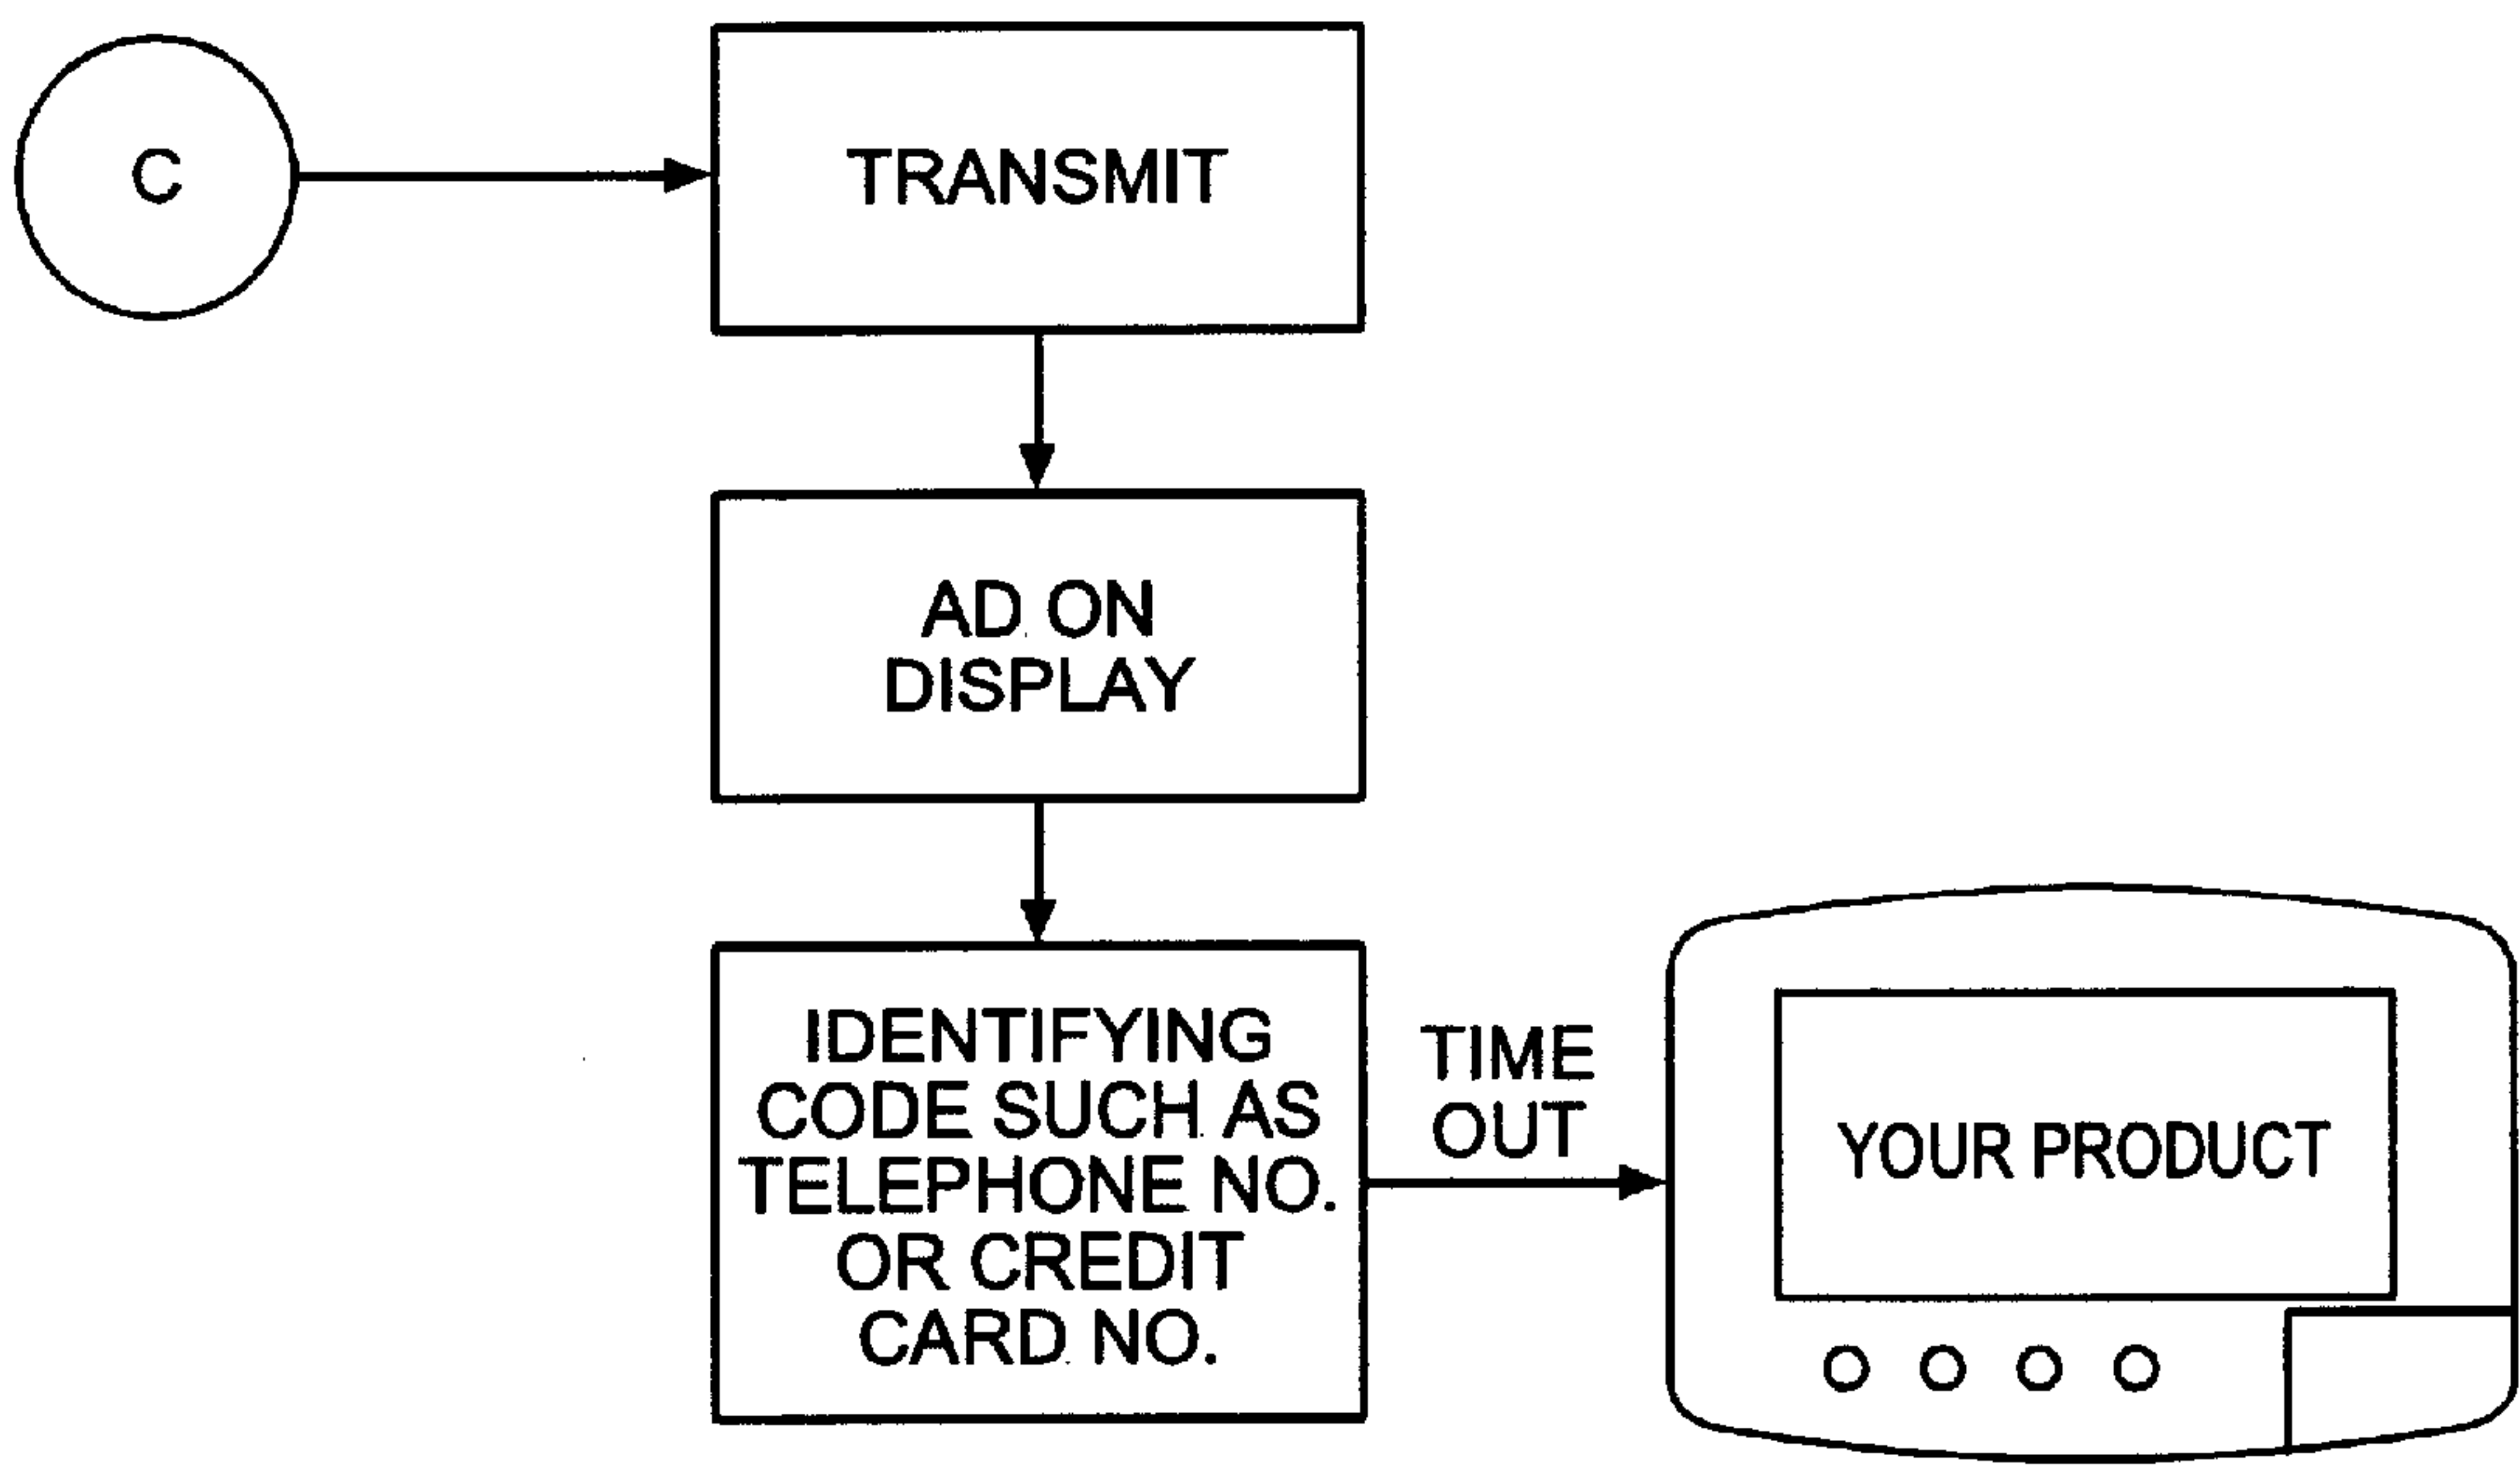 C
TRANSMIT
AD ON
DISPLAY
IDENTIFYING
CODE SUCH AS
TELEPHONE NO.
OR CREDIT
CARD NO.
TIME
OUT
YOUR PRODUCT